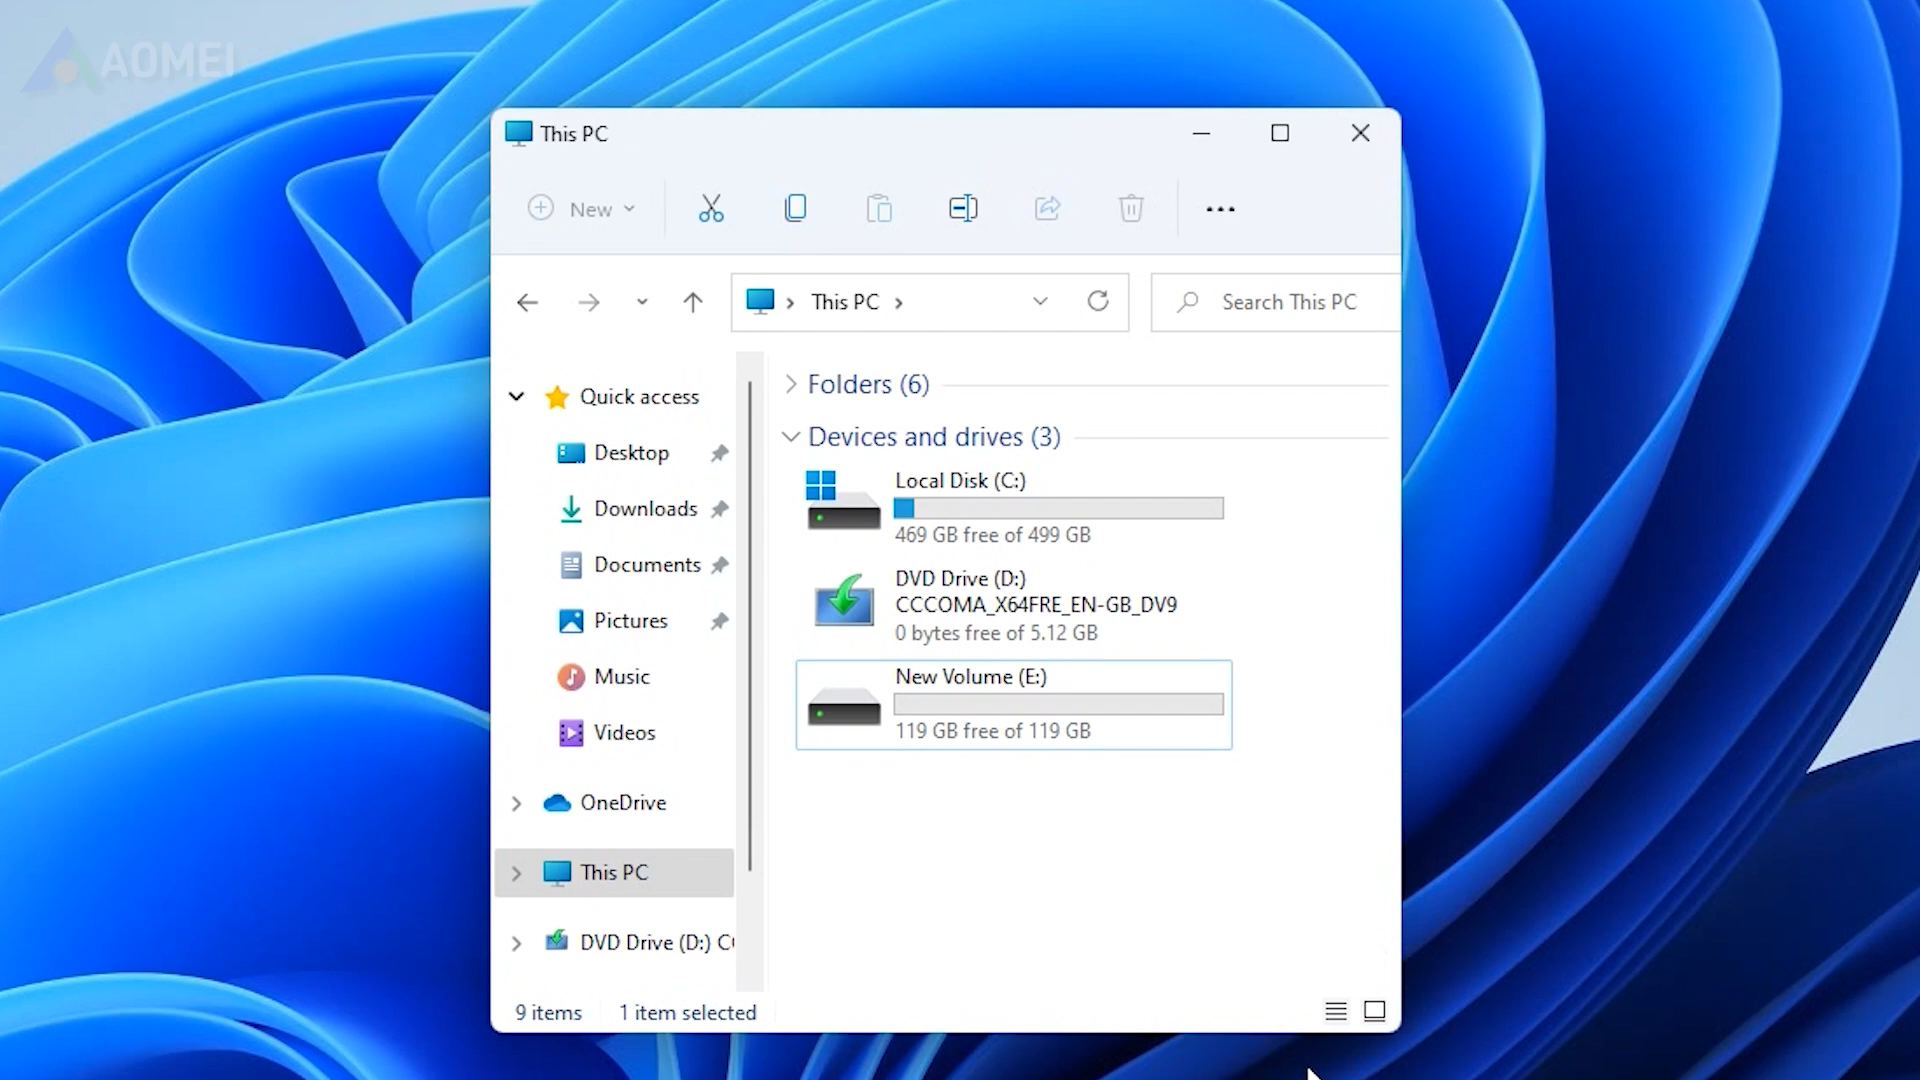 AOMEI
This PC
New
This PC
Search This PC
Quick access
Desktop
Downloads
Documents
Pictures
Music
Videos
OneDrive
This PC
DVD Drive (D:) C
Folders (6)
Devices and drives (3)
Local Disk (C:)
469 GB free of 499 GB
DVD Drive (D:)
CCCOMA_X64FRE_EN-GB_DV9
0 bytes free of 5.12 GB
New Volume (E:)
119 GB free of 119 GB
9 items
1 item selected